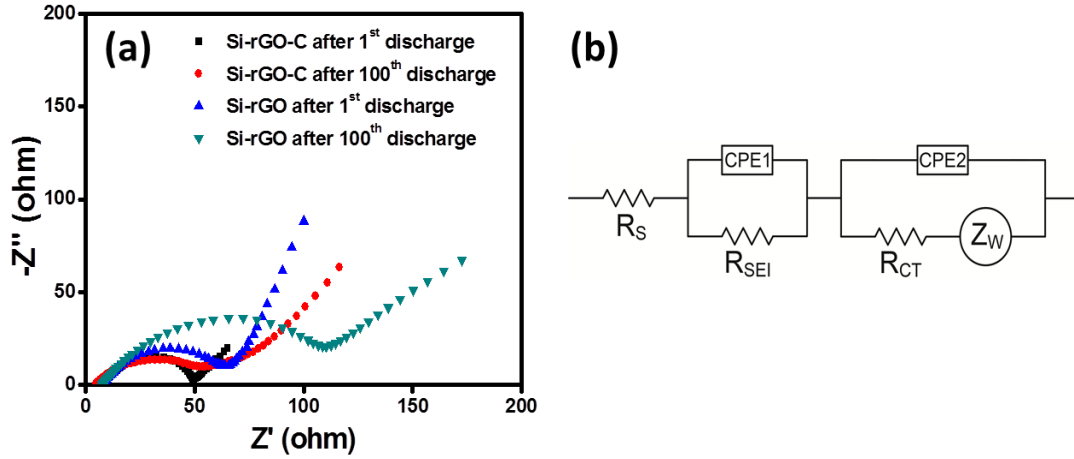 (a)
Si-rGO-C after 1st discharge
Si-rGO-C after 100th discharge
Si-rGO after 1st discharge
Si-rGO after 100th discharge
200
150
100
50
0
-Z'' (ohm)
0 50 100 150 200
Z' (ohm)
(b)
CPE1
CPE2
RS
RSEI
RCT
ZW